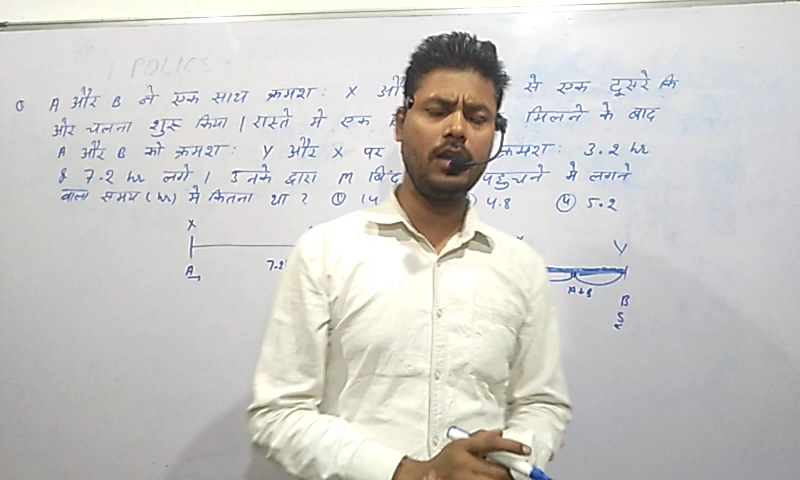 POLICE
Q A और B ने एक साथ क्रमश: X और से एक दूसरे कि
ओर चलना शुरू किया | रास्ते मे एक मिलने के बाद
A और B को क्रमश: Y और X पर क्रमश: 3.2 hr
& 7.2 hr लगे | उनके द्वारा M बिंदु पहुचने मे लगने
वाला समय (hr) मे कितना था ? ① 4.8 ④ 5.2
X Y
A 7.2 A+B B
S